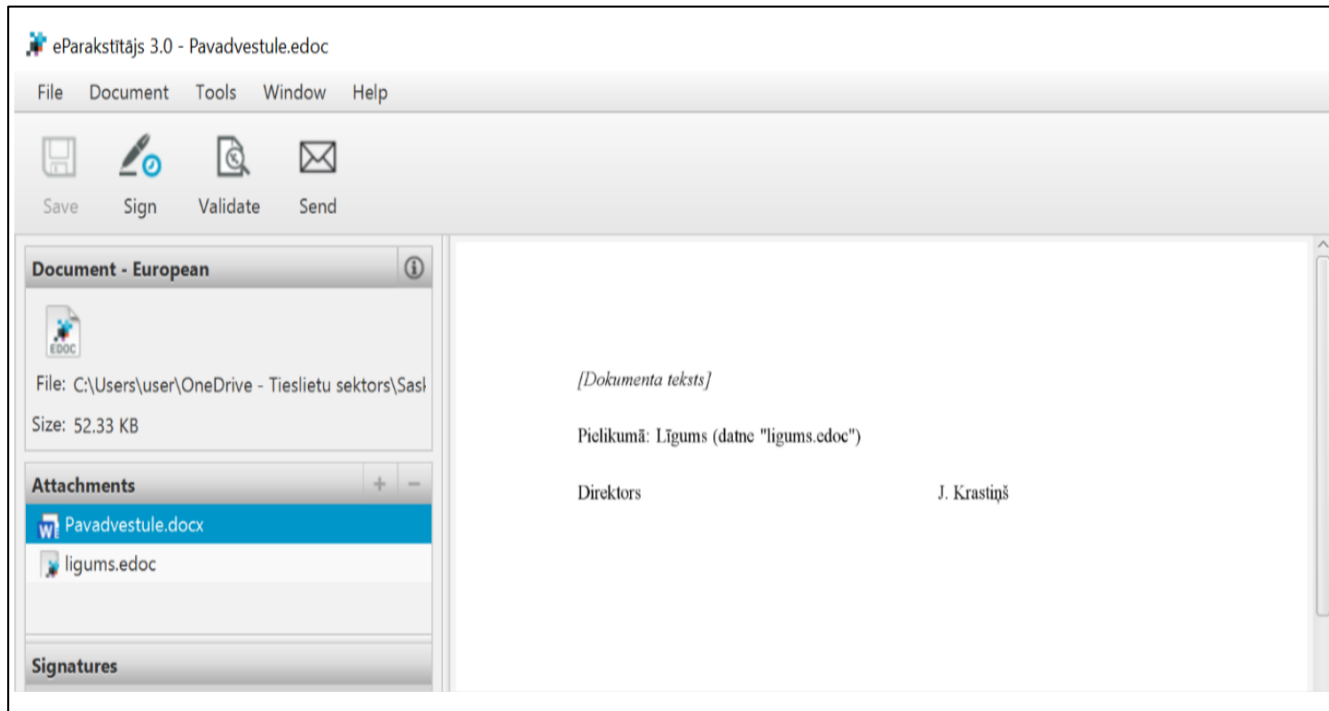 eParakstītājs 3.0 - Pavadvestule.edoc
File Document Tools Window Help
Save Sign Validate Send
Document - European
EDOC
File: C:\Users\user\OneDrive - Tieslietu sektors\Sask
Size: 52.33 KB
Attachments + -
Pavadvestule.docx
ligums.edoc
Signatures
[Dokumenta teksts]
Pielikumā: Līgums (datne "ligums.edoc")
Direktors J. Krastiņš